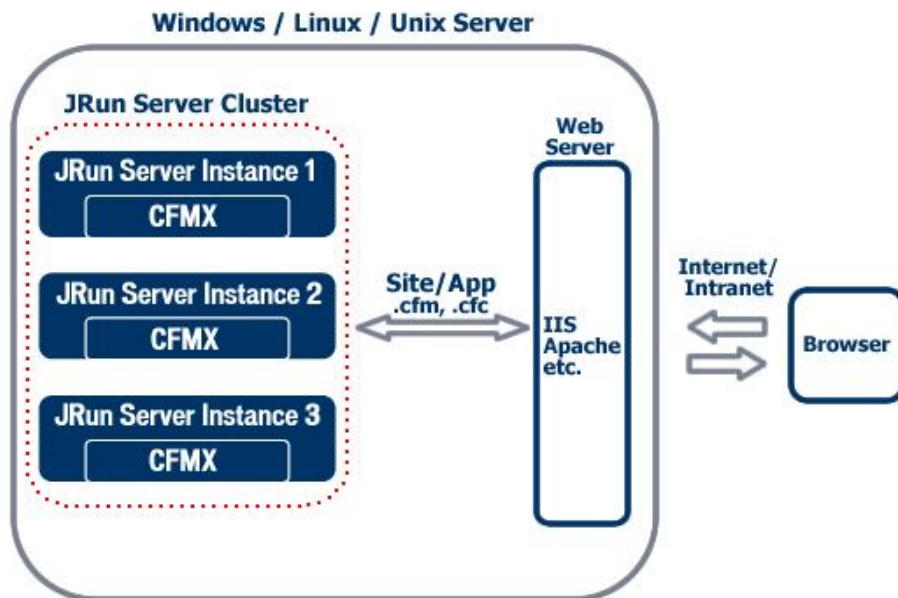 Windows / Linux / Unix Server
JRun Server Cluster
JRun Server Instance 1
CFMX
JRun Server Instance 2
CFMX
JRun Server Instance 3
CFMX
Site/App
.cfm, .cfc
Web
Server
IIS
Apache
etc.
Internet/
Intranet
Browser